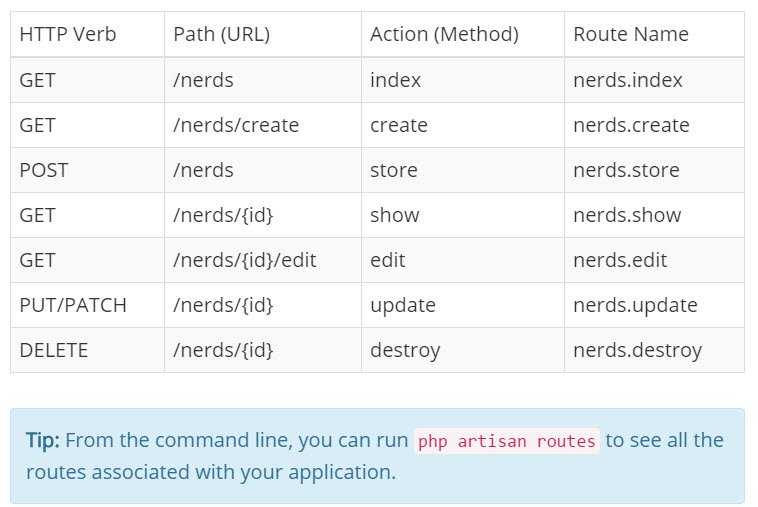 HTTP Verb Path (URL) Action (Method) Route Name
GET /nerds index nerds.index
GET /nerds/create create nerds.create
POST /nerds store nerds.store
GET /nerds/{id} show nerds.show
GET /nerds/{id}/edit edit nerds.edit
PUT/PATCH /nerds/{id} update nerds.update
DELETE /nerds/{id} destroy nerds.destroy
Tip: From the command line, you can run php artisan routes to see all the
routes associated with your application.